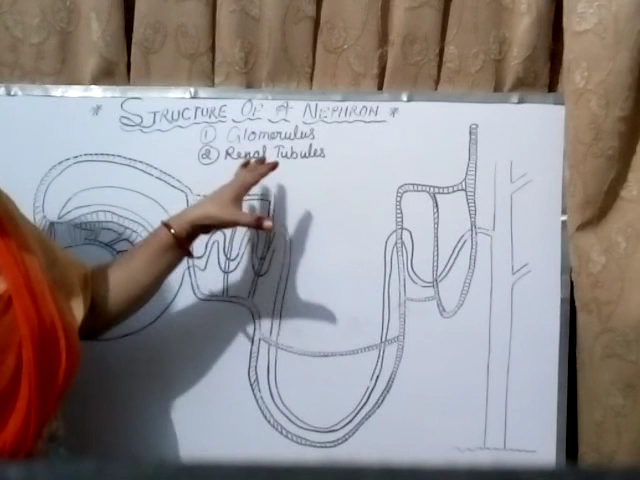 * STRUCTURE OF A NEPHRON *
① Glomerulus
② Renal Tubules